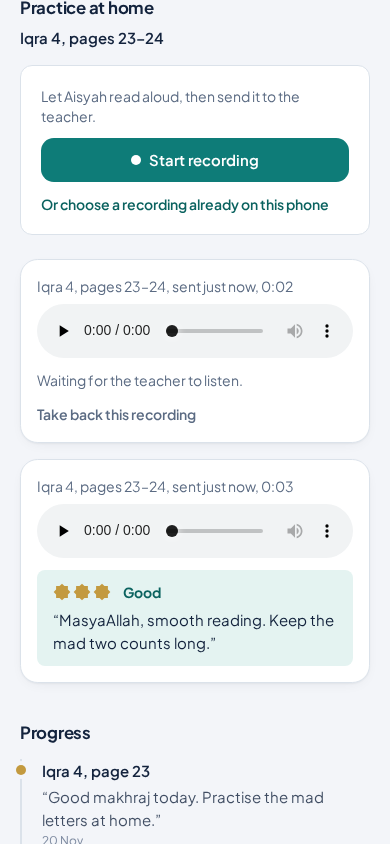 Practice at home
Iqra 4, pages 23–24
Let Aisyah read aloud, then send it to the
teacher.
Start recording
Or choose a recording already on this phone
Iqra 4, pages 23–24, sent just now, 0:02
0:00 / 0:00
Waiting for the teacher to listen.
Take back this recording
Iqra 4, pages 23–24, sent just now, 0:03
0:00 / 0:00
Good
“MasyaAllah, smooth reading. Keep the
mad two counts long.”
Progress
Iqra 4, page 23
“Good makhraj today. Practise the mad
letters at home.”
20 Nov